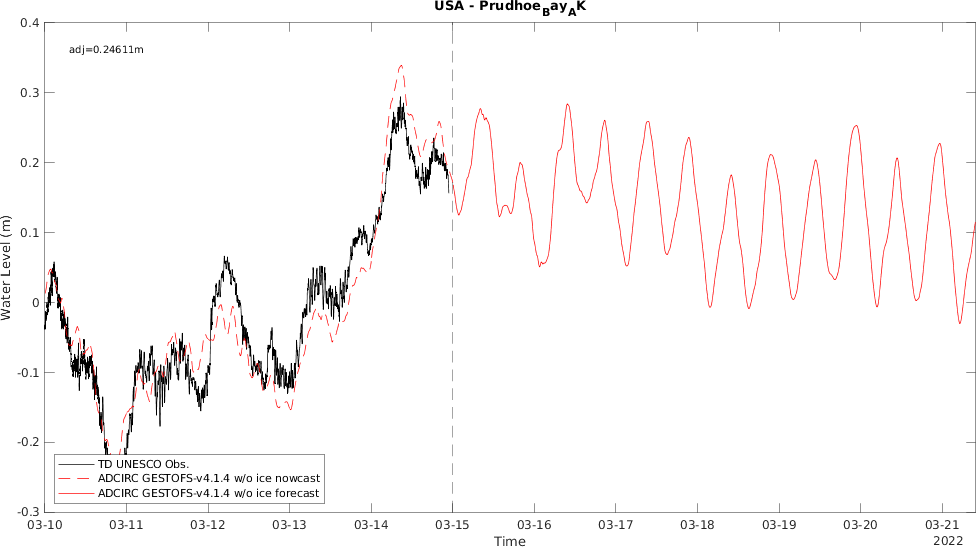 USA - Prudhoe_Bay_AK
adj=0.24611m
0.4
0.3
0.2
0.1
0
-0.1
-0.2
-0.3
Water Level (m)
TD UNESCO Obs.
ADCIRC GESTOFS-v4.1.4 w/o ice nowcast
ADCIRC GESTOFS-v4.1.4 w/o ice forecast
03-10 03-11 03-12 03-13 03-14 03-15 03-16 03-17 03-18 03-19 03-20 03-21
2022
Time